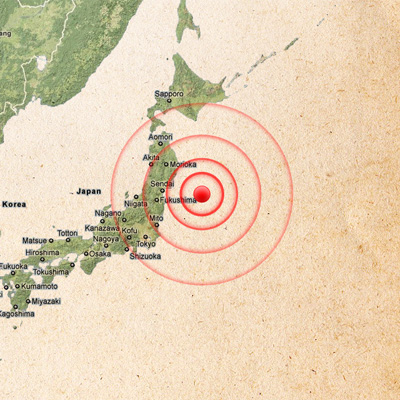 Sapporo
Aomori
Akita
Morioka
Sendai
Japan
Korea
Niigata
Fukushima
Nagano
Mito
Kanazawa
Kofu
Totton
Matsue
Nagoya
Tokyo
Hiroshima
Osaka
Shizuoka
Fukuoka
Tokushima
Kumamoto
Miyazaki
Kagoshima